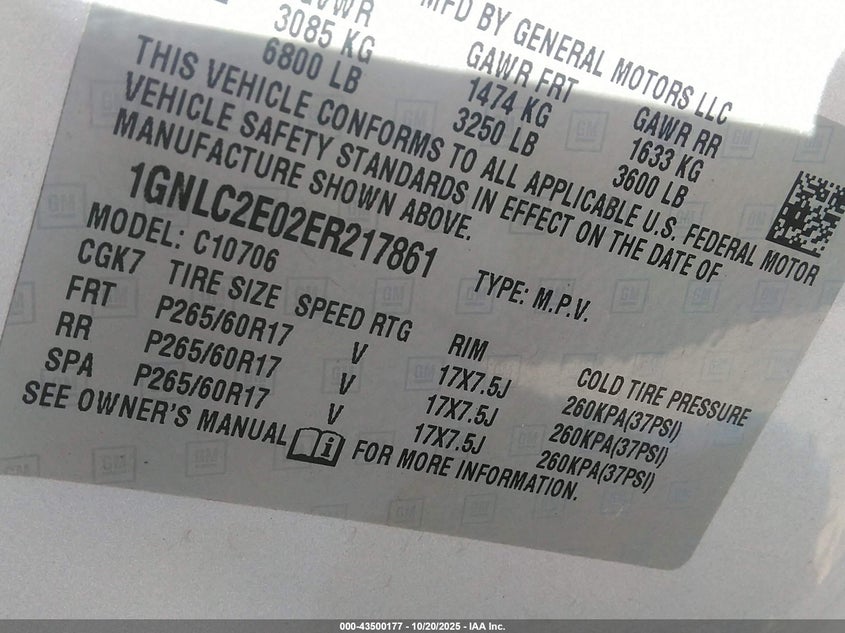 MFD BY GENERAL MOTORS LLC
GVWR GAWR FRT GAWR RR
3085 KG 1474 KG 1633 KG
6800 LB 3250 LB 3600 LB
THIS VEHICLE CONFORMS TO ALL APPLICABLE U.S. FEDERAL MOTOR
VEHICLE SAFETY STANDARDS IN EFFECT ON THE DATE OF
MANUFACTURE SHOWN ABOVE.
1GNLC2E02ER217861
TYPE: M.P.V.
MODEL: C10706
CGK7 TIRE SIZE SPEED RTG RIM COLD TIRE PRESSURE
FRT P265/60R17 V 17X7.5J 260KPA(37PSI)
RR P265/60R17 V 17X7.5J 260KPA(37PSI)
SPA P265/60R17 V 17X7.5J 260KPA(37PSI)
SEE OWNER'S MANUAL FOR MORE INFORMATION.
000-43500177 - 10/20/2025 - IAA Inc.